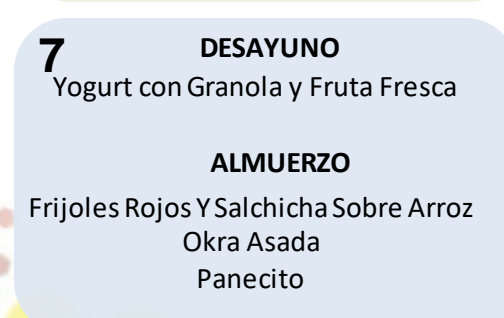 7
DESAYUNO
Yogurt con Granola y Fruta Fresca
ALMUERZO
Frijoles Rojos Y Salchicha Sobre Arroz
Okra Asada
Panecito